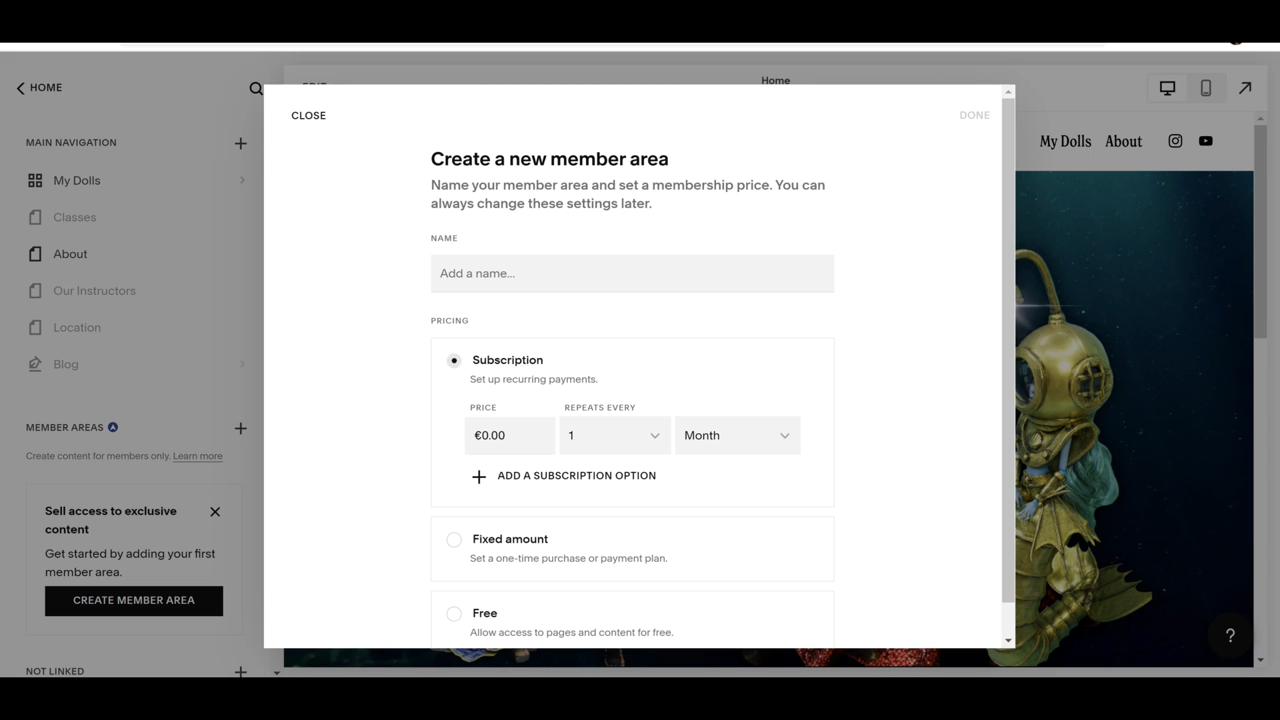 HOME
Home
MAIN NAVIGATION
My Dolls
Classes
About
Our Instructors
Location
Blog
MEMBER AREAS
Create content for members only. Learn more
Sell access to exclusive
content
Get started by adding your first
member area.
CREATE MEMBER AREA
NOT LINKED
CLOSE
DONE
Create a new member area
Name your member area and set a membership price. You can
always change these settings later.
NAME
Add a name...
PRICING
Subscription
Set up recurring payments.
PRICE REPEATS EVERY
€0.00 1 Month
ADD A SUBSCRIPTION OPTION
Fixed amount
Set a one-time purchase or payment plan.
Free
Allow access to pages and content for free.
My Dolls About
?